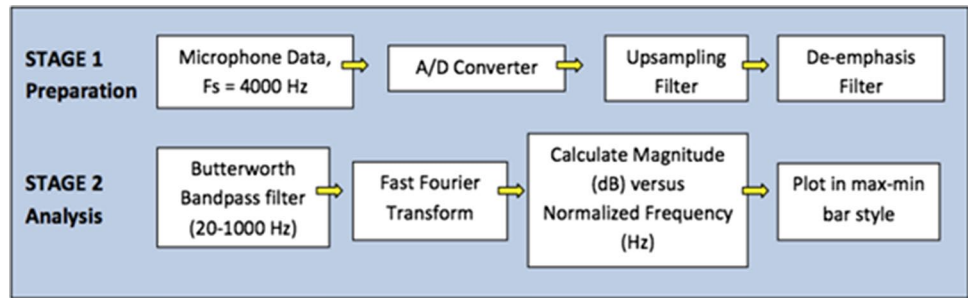 STAGE 1
Preparation
Microphone Data,
Fs = 4000 Hz
A/D Converter
Upsampling
Filter
De-emphasis
Filter
STAGE 2
Analysis
Butterworth
Bandpass filter
(20-1000 Hz)
Fast Fourier
Transform
Calculate Magnitude
(dB) versus
Normalized Frequency
(Hz)
Plot in max-min
bar style